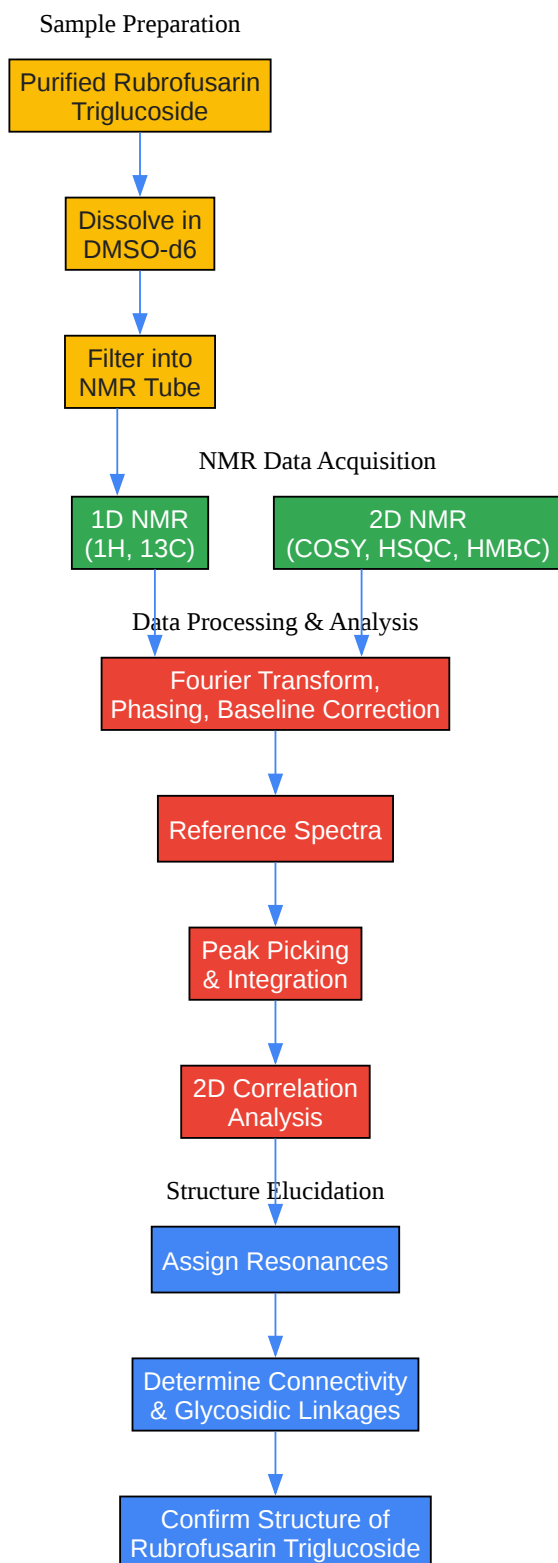 Sample Preparation
Purified Rubrofusarin
Triglucoside
Dissolve in
DMSO-d6
Filter into
NMR Tube
NMR Data Acquisition
1D NMR
(1H, 13C)
2D NMR
(COSY, HSQC, HMBC)
Data Processing & Analysis
Fourier Transform,
Phasing, Baseline Correction
Reference Spectra
Peak Picking
& Integration
2D Correlation
Analysis
Structure Elucidation
Assign Resonances
Determine Connectivity
& Glycosidic Linkages
Confirm Structure of
Rubrofusarin Triglucoside